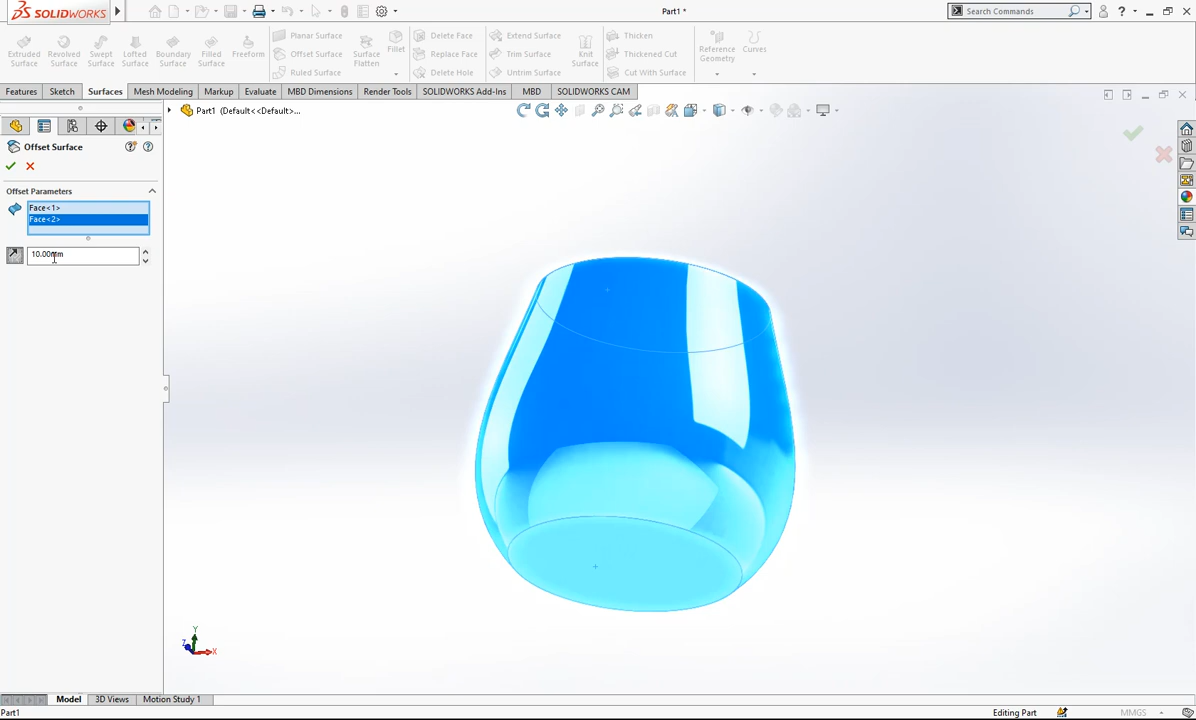 SOLIDWORKS
Part1 *
Search Commands
Extruded Surface
Revolved Surface
Swept Surface
Lofted Surface
Boundary Surface
Filled Surface
Freeform
Planar Surface
Offset Surface
Ruled Surface
Surface Flatten
Fillet
Delete Face
Replace Face
Delete Hole
Extend Surface
Trim Surface
Untrim Surface
Knit Surface
Thicken
Thickened Cut
Cut With Surface
Reference Geometry
Curves
Features
Sketch
Surfaces
Mesh Modeling
Markup
Evaluate
MBD Dimensions
Render Tools
SOLIDWORKS Add-Ins
MBD
SOLIDWORKS CAM
Part1 (Default<<Default>...
Offset Surface
Offset Parameters
Face<1>
Face<2>
10.00mm
Y
Z
X
Model
3D Views
Motion Study 1
Part1
Editing Part
MMGS